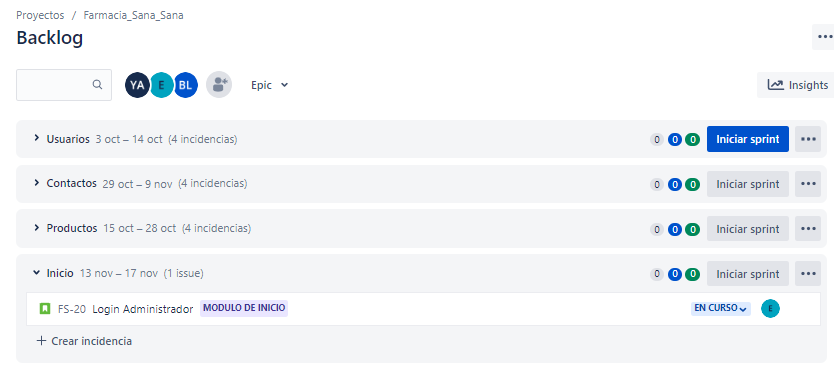 Proyectos / Farmacia_Sana_Sana
Backlog
YA E BL Epic Insights
Usuarios 3 oct – 14 oct (4 incidencias) 0 0 0 Iniciar sprint
Contactos 29 oct – 9 nov (4 incidencias) 0 0 0 Iniciar sprint
Productos 15 oct – 28 oct (4 incidencias) 0 0 0 Iniciar sprint
Inicio 13 nov – 17 nov (1 issue) 0 0 0 Iniciar sprint
FS-20 Login Administrador MODULO DE INICIO EN CURSO E
+ Crear incidencia